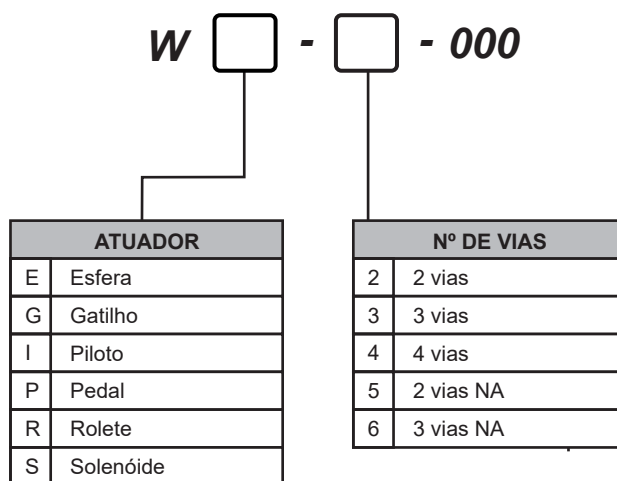 W - - 000
ATUADOR
E Esfera
G Gatilho
I Piloto
P Pedal
R Rolete
S Solenóide
Nº DE VIAS
2 2 vias
3 3 vias
4 4 vias
5 2 vias NA
6 3 vias NA